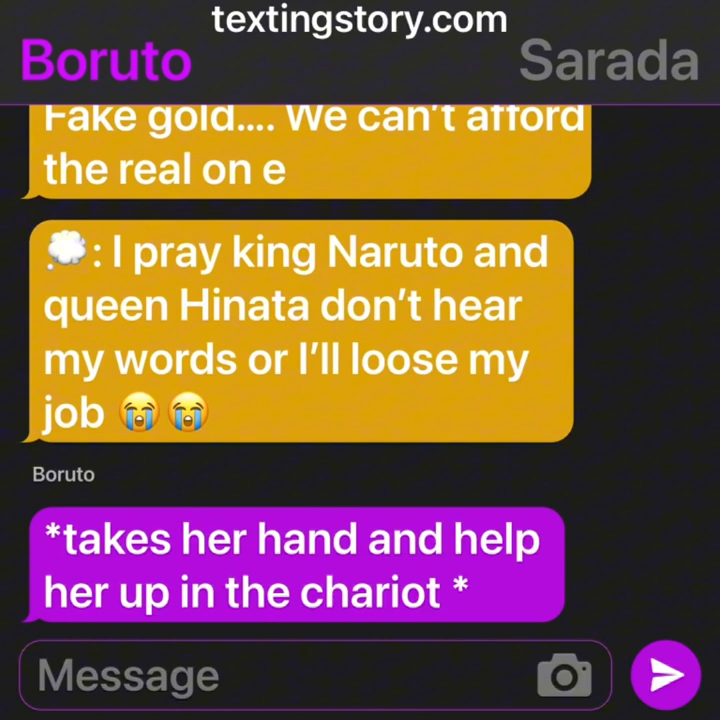 textingstory.com
Boruto Sarada
Fake gold.... We can't afford
the real on e
💭: I pray king Naruto and
queen Hinata don't hear
my words or I'll loose my
job 😭😭
Boruto
*takes her hand and help
her up in the chariot *
Message